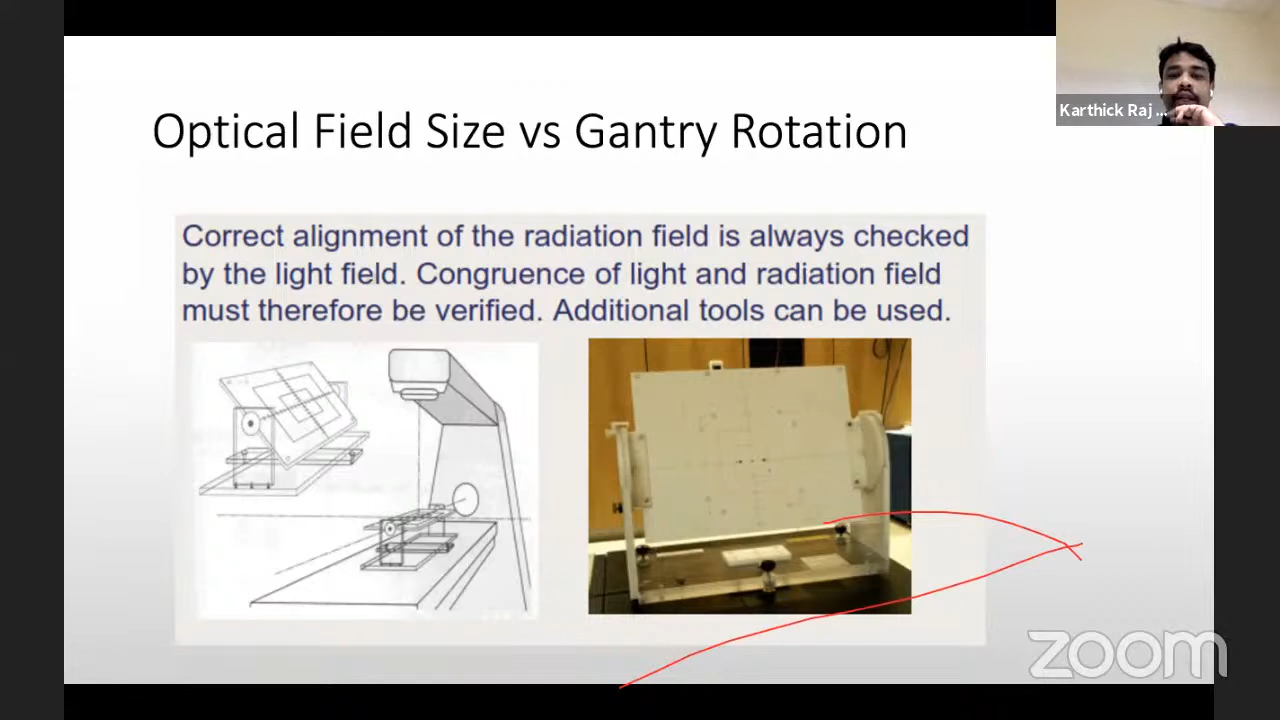 Optical Field Size vs Gantry Rotation
Karthick Raj ...
Correct alignment of the radiation field is always checked
by the light field. Congruence of light and radiation field
must therefore be verified. Additional tools can be used.
zoom